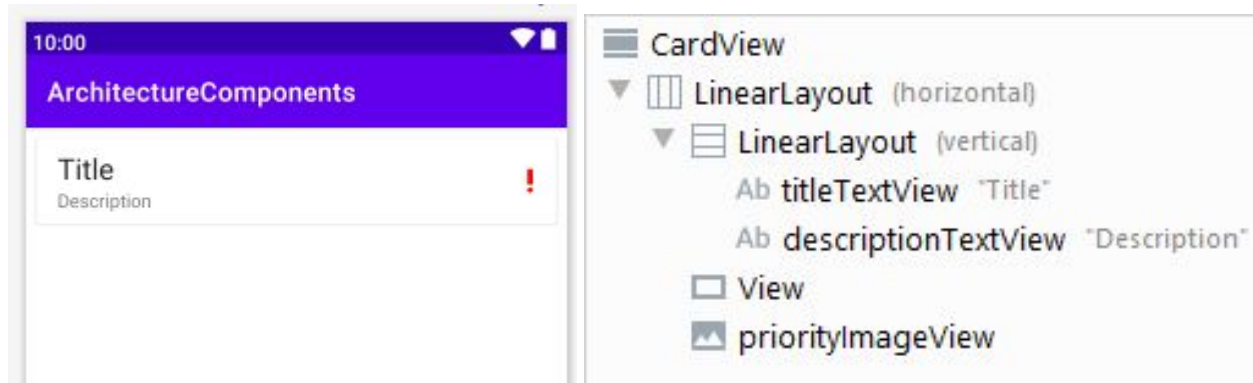 10:00
ArchitectureComponents
Title
Description
CardView
LinearLayout (horizontal)
LinearLayout (vertical)
Ab titleTextView "Title"
Ab descriptionTextView "Description"
View
priorityImageView